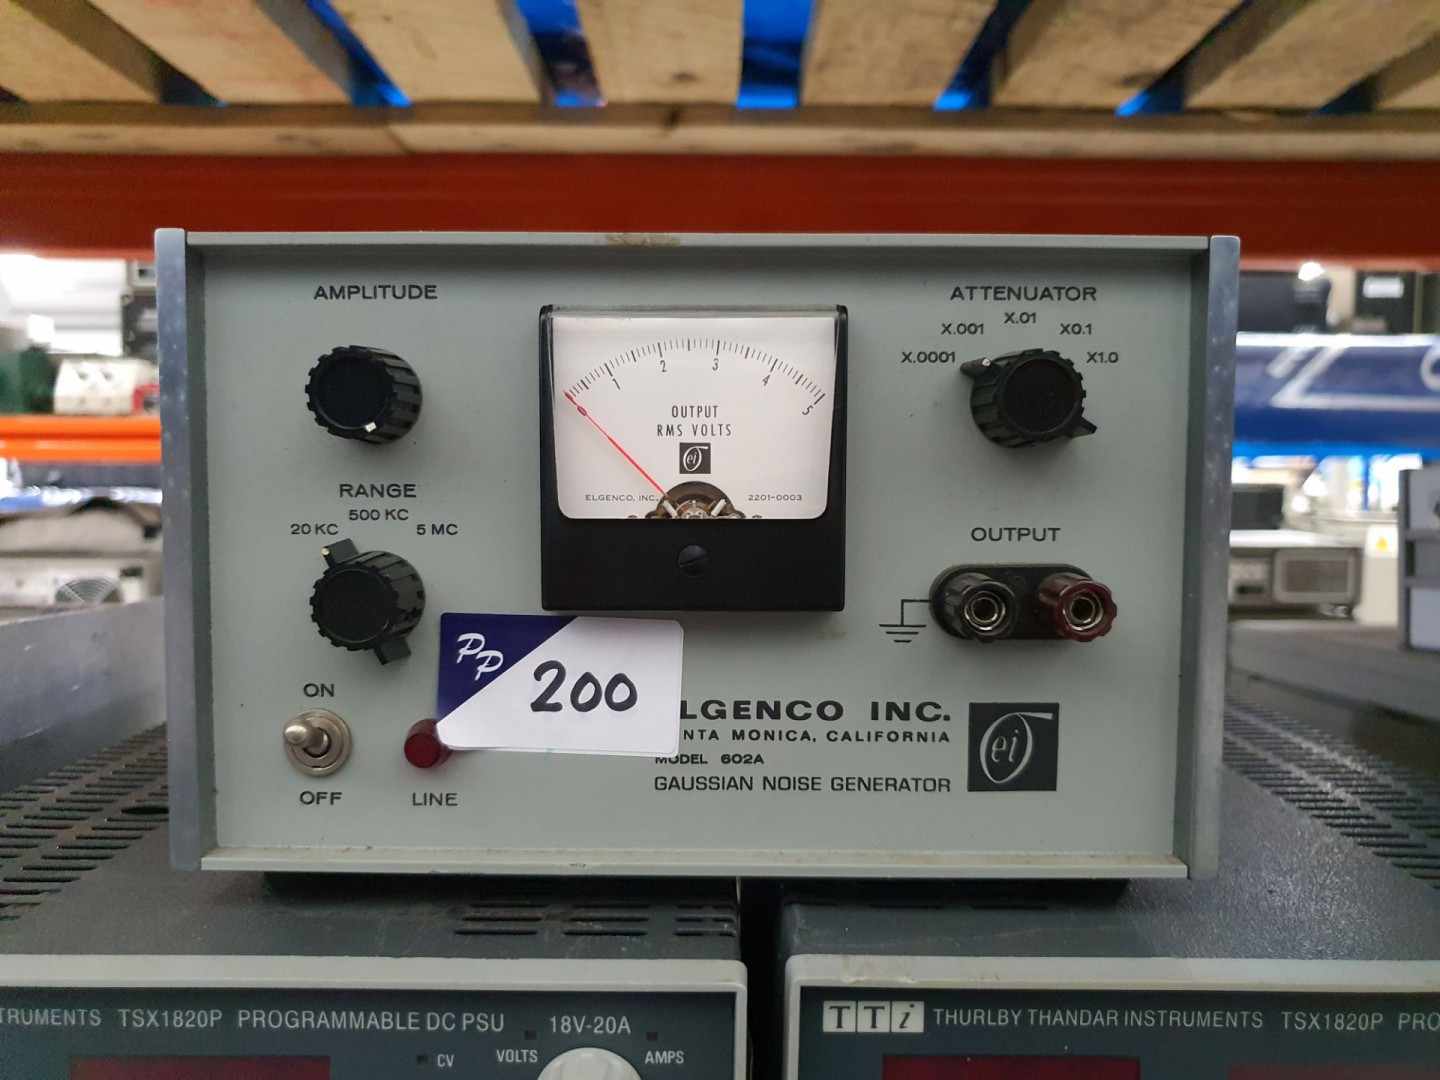 AMPLITUDE
ATTENUATOR
X.0001
X.001
X.01
X0.1
X1.0
0 1 2 3 4 5
OUTPUT
RMS VOLTS
ei
ELGENCO, INC.
2201-0003
RANGE
20 KC
500 KC
5 MC
OUTPUT
ON
OFF
LINE
PP
200
LGENCO INC.
NTA MONICA, CALIFORNIA
MODEL 602A
GAUSSIAN NOISE GENERATOR
ei
TRUMENTS TSX1820P PROGRAMMABLE DC PSU 18V-20A
CV
VOLTS
AMPS
TTi THURLBY THANDAR INSTRUMENTS TSX1820P PRO